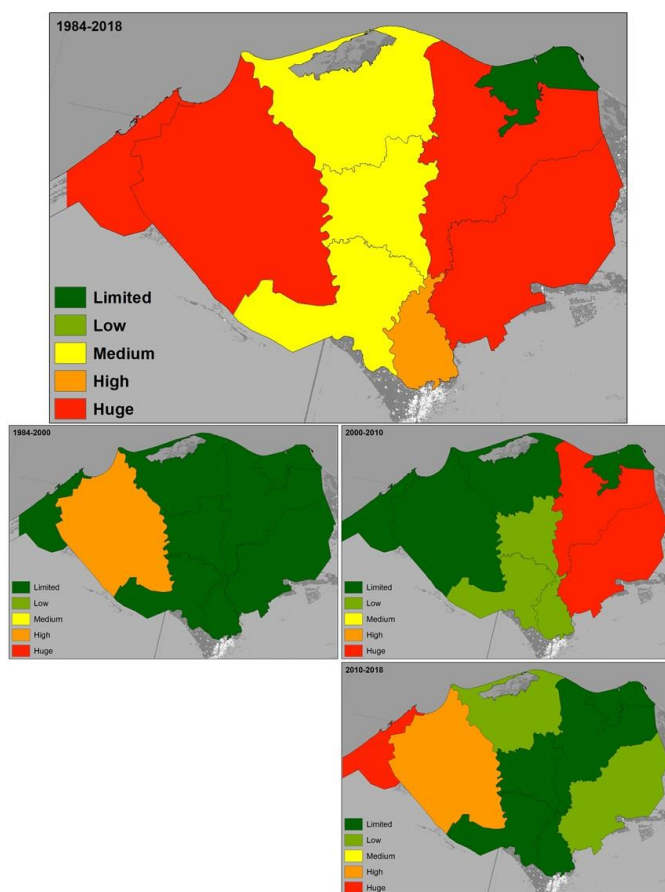 1984-2018
Limited
Low
Medium
High
Huge
1984-2000
Limited
Low
Medium
High
Huge
2000-2010
Limited
Low
Medium
High
Huge
2010-2018
Limited
Low
Medium
High
Huge